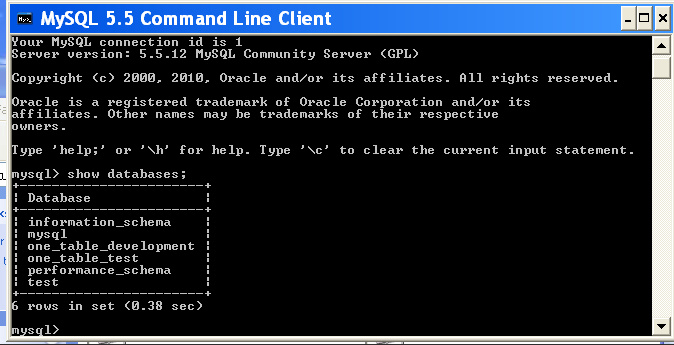 MySQL 5.5 Command Line Client
Your MySQL connection id is 1
Server version: 5.5.12 MySQL Community Server (GPL)
Copyright (c) 2000, 2010, Oracle and/or its affiliates. All rights reserved.
Oracle is a registered trademark of Oracle Corporation and/or its
affiliates. Other names may be trademarks of their respective
owners.
Type 'help;' or '\h' for help. Type '\c' to clear the current input statement.
mysql> show databases;
+--------------------+
| Database |
+--------------------+
| information_schema |
| mysql |
| one_table_development |
| one_table_test |
| performance_schema |
| test |
+--------------------+
6 rows in set (0.38 sec)
mysql>